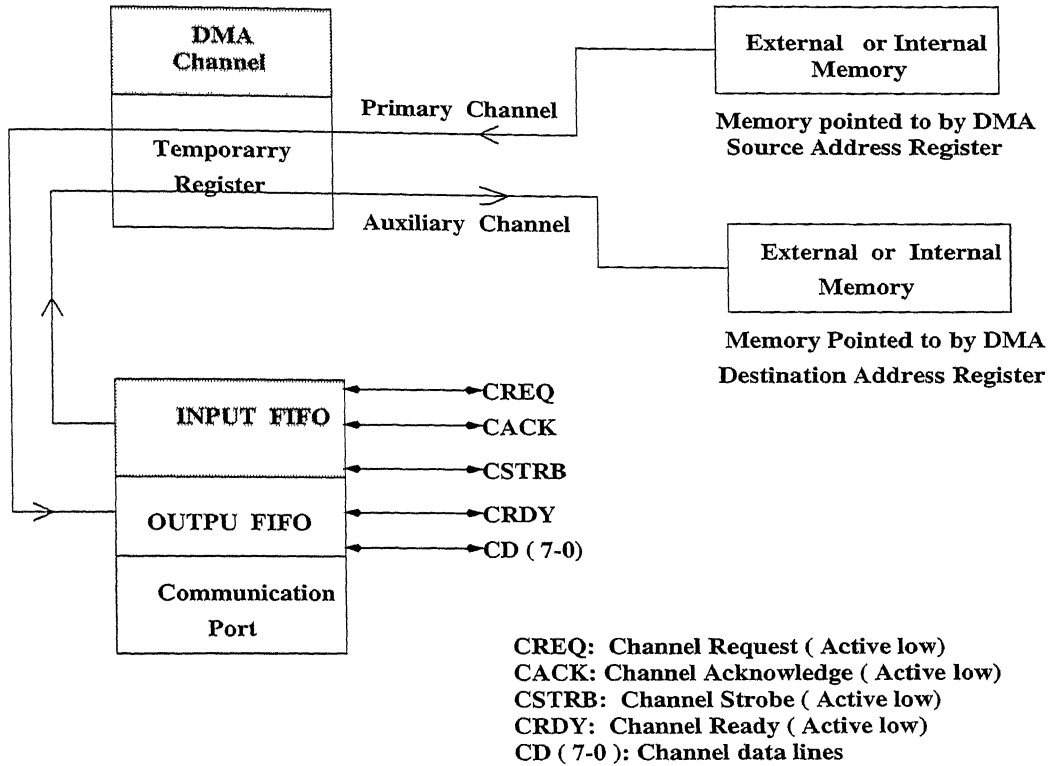 DMA
Channel
Temporarry
Register
Primary Channel
Auxiliary Channel
External or Internal
Memory
Memory pointed to by DMA
Source Address Register
External or Internal
Memory
Memory Pointed to by DMA
Destination Address Register
INPUT FIFO
OUTPU FIFO
Communication
Port
CREQ
CACK
CSTRB
CRDY
CD ( 7-0)
CREQ: Channel Request ( Active low)
CACK: Channel Acknowledge ( Active low)
CSTRB: Channel Strobe ( Active low)
CRDY: Channel Ready ( Active low)
CD ( 7-0 ): Channel data lines